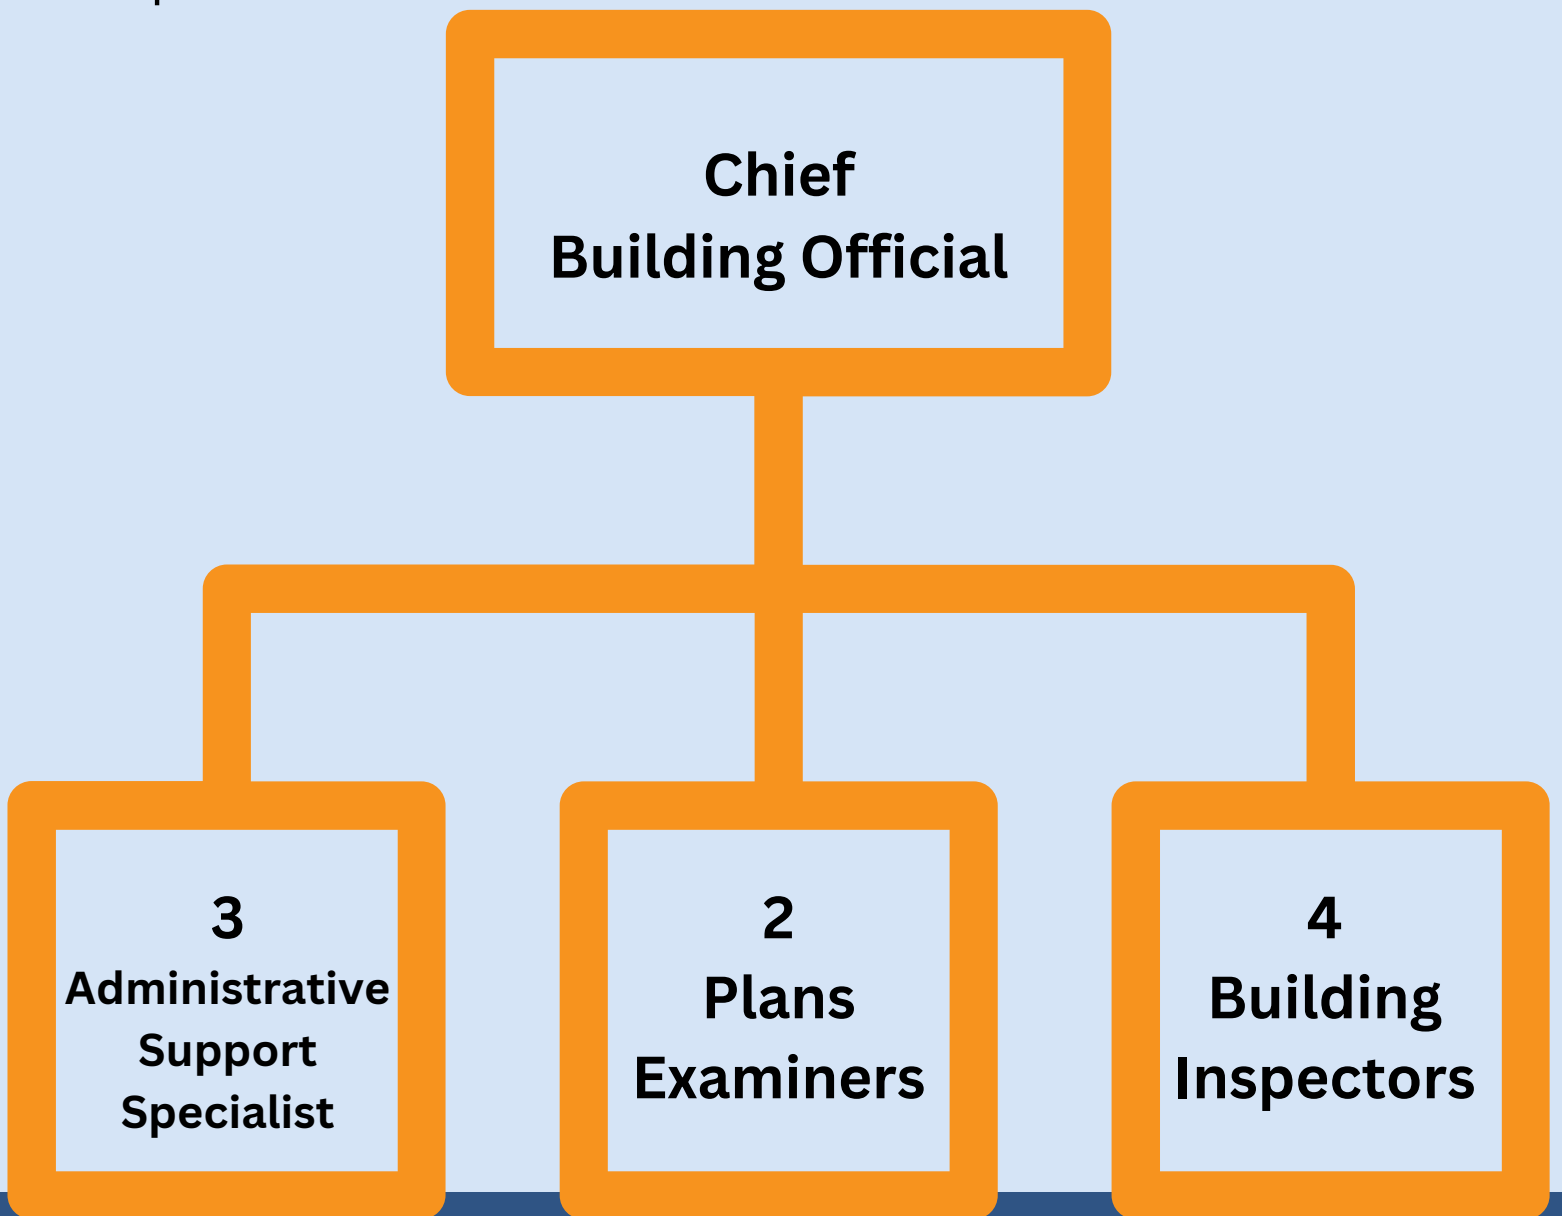 Chief
Building Official
3
Administrative
Support
Specialist
2
Plans
Examiners
4
Building
Inspectors